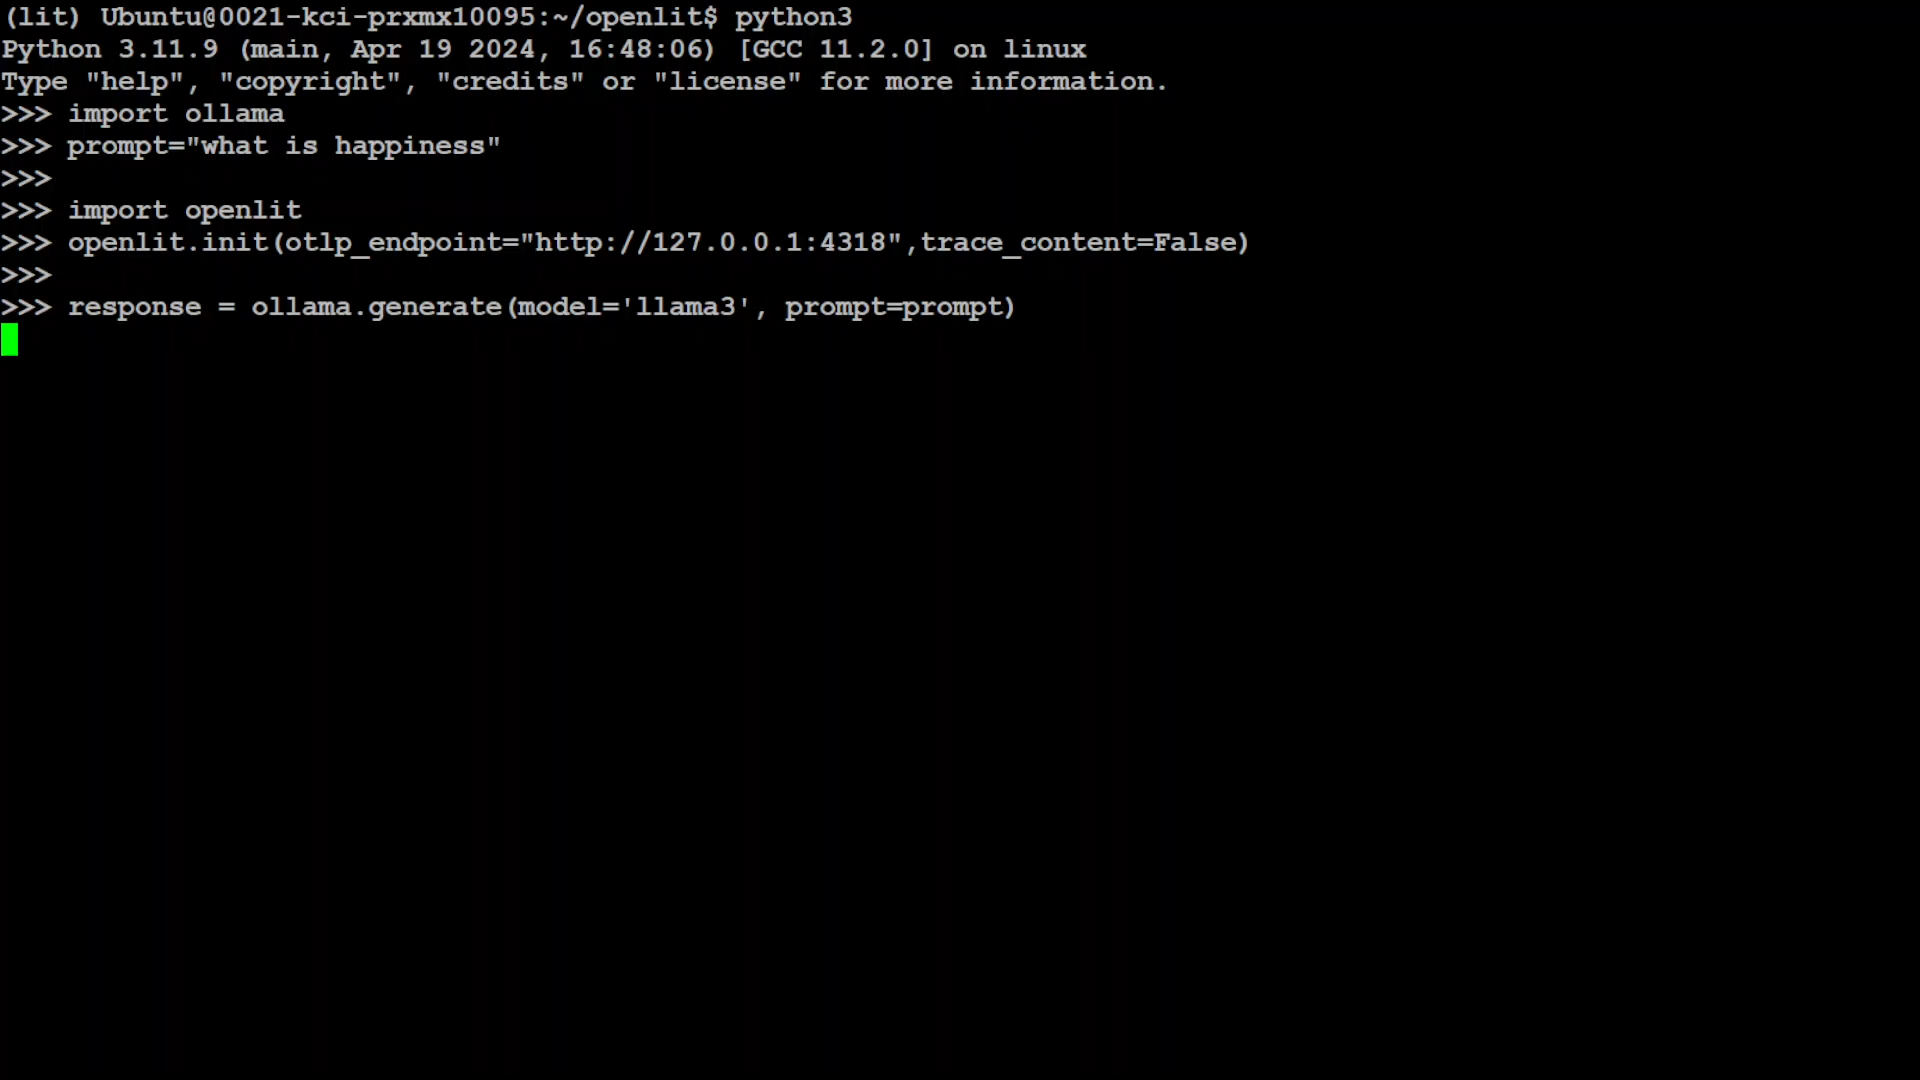 (lit) Ubuntu@0021-kci-prxmx10095:~/openlit$ python3
Python 3.11.9 (main, Apr 19 2024, 16:48:06) [GCC 11.2.0] on linux
Type "help", "copyright", "credits" or "license" for more information.
>>> import ollama
>>> prompt="what is happiness"
>>>
>>> import openlit
>>> openlit.init(otlp_endpoint="http://127.0.0.1:4318",trace_content=False)
>>>
>>> response = ollama.generate(model='llama3', prompt=prompt)